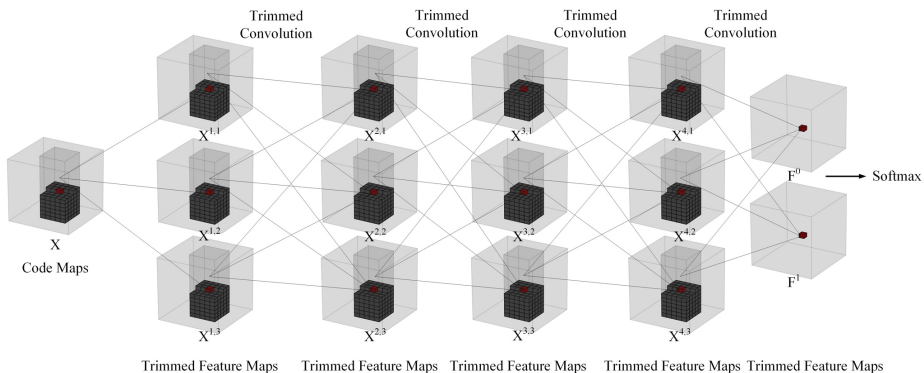 Trimmed Convolution
Trimmed Convolution
Trimmed Convolution
Trimmed Convolution
X^{1,1}
X^{2,1}
X^{3,1}
X^{4,1}
F^0
Softmax
X
X^{1,2}
X^{2,2}
X^{3,2}
X^{4,2}
Code Maps
F^1
X^{1,3}
X^{2,3}
X^{3,3}
X^{4,3}
Trimmed Feature Maps
Trimmed Feature Maps
Trimmed Feature Maps
Trimmed Feature Maps
Trimmed Feature Maps